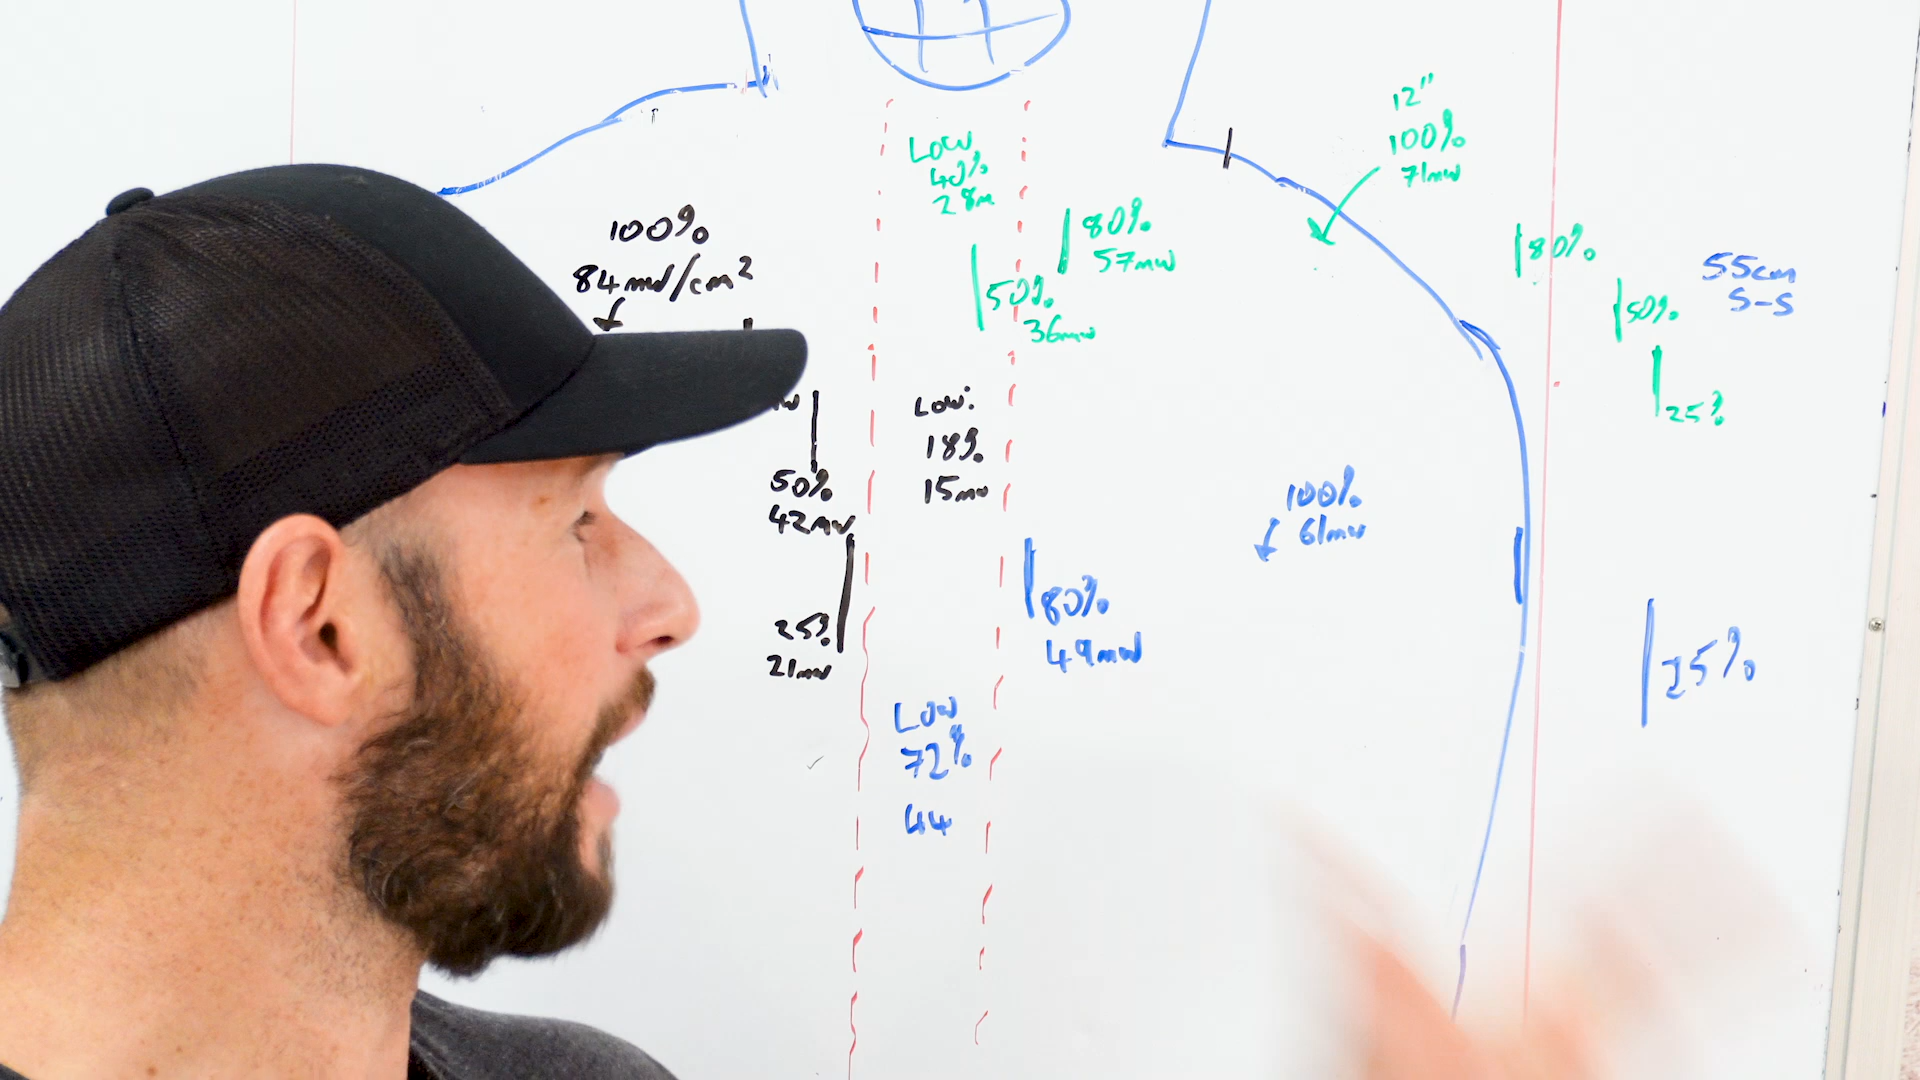 12"
100%
71mw
LOW
40%
28m
80%
57mw
50%
36mw
80%
50%
25%
55cm
S-S
100%
84mw/cm²
50%
42mw
25%
21mw
LOW:
18%
15mw
100%
61mw
80%
49mw
25%
LOW
72%
44